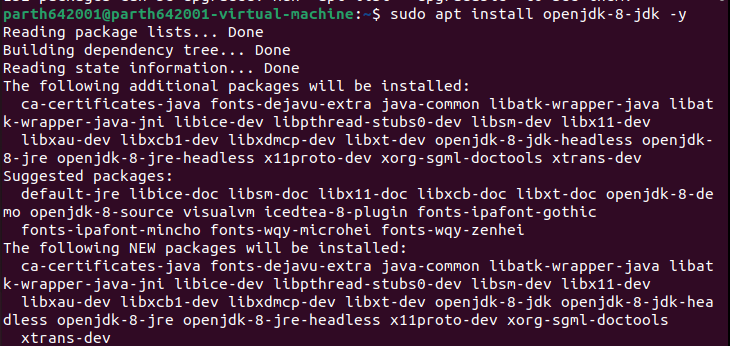 parth642001@parth642001-virtual-machine:~$ sudo apt install openjdk-8-jdk -y
Reading package lists... Done
Building dependency tree... Done
Reading state information... Done
The following additional packages will be installed:
  ca-certificates-java fonts-dejavu-extra java-common libatk-wrapper-java libat
k-wrapper-java-jni libice-dev libpthread-stubs0-dev libsm-dev libx11-dev
  libxau-dev libxcb1-dev libxdmcp-dev libxt-dev openjdk-8-jdk-headless openjdk-
8-jre openjdk-8-jre-headless x11proto-dev xorg-sgml-doctools xtrans-dev
Suggested packages:
  default-jre libice-doc libsm-doc libx11-doc libxcb-doc libxt-doc openjdk-8-de
mo openjdk-8-source visualvm icedtea-8-plugin fonts-ipafont-gothic
  fonts-ipafont-mincho fonts-wqy-microhei fonts-wqy-zenhei
The following NEW packages will be installed:
  ca-certificates-java fonts-dejavu-extra java-common libatk-wrapper-java libat
k-wrapper-java-jni libice-dev libpthread-stubs0-dev libsm-dev libx11-dev
  libxau-dev libxcb1-dev libxdmcp-dev libxt-dev openjdk-8-jdk openjdk-8-jdk-hea
dless openjdk-8-jre openjdk-8-jre-headless x11proto-dev xorg-sgml-doctools
  xtrans-dev